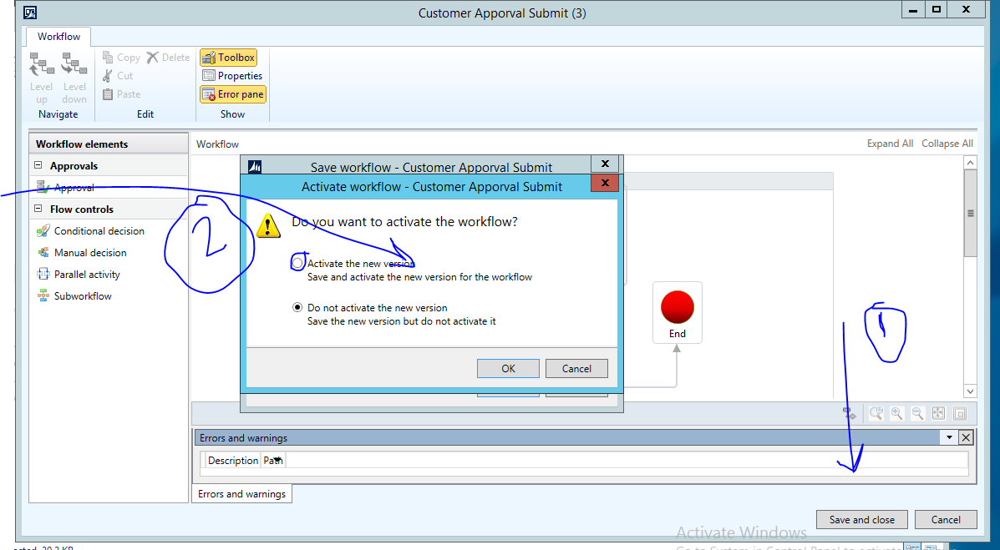 Customer Apporval Submit (3)
Workflow
Level up
Level down
Navigate
Copy
Delete
Cut
Paste
Edit
Toolbox
Properties
Error pane
Show
Workflow elements
Approvals
Approval
Flow controls
Conditional decision
Manual decision
Parallel activity
Subworkflow
Workflow
Expand All Collapse All
Save workflow - Customer Apporval Submit
Activate workflow - Customer Apporval Submit
Do you want to activate the workflow?
Activate the new version
Save and activate the new version for the workflow
Do not activate the new version
Save the new version but do not activate it
OK
Cancel
2
End
1
Errors and warnings
Description Path
Errors and warnings
Save and close
Cancel
Activate Windows
Go to System in Control Panel to activate
20.2 KB